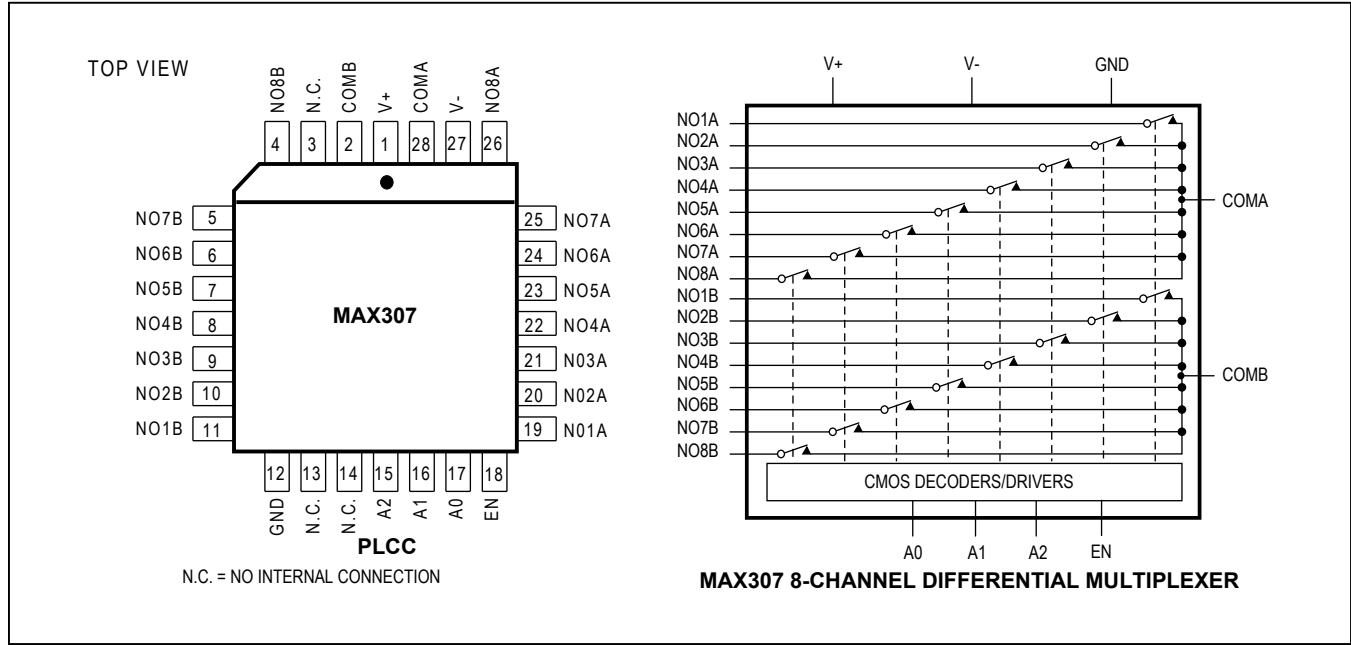 TOP VIEW
NO8B
N.C.
COMB
V+
COMA
V-
NO8A
4 3 2 1 28 27 26
NO7B 5
NO6B 6
NO5B 7
NO4B 8
NO3B 9
NO2B 10
NO1B 11
MAX307
25 NO7A
24 NO6A
23 NO5A
22 NO4A
21 N03A
20 N02A
19 N01A
12 13 14 15 16 17 18
GND
N.C.
N.C.
A2
A1
A0
EN
PLCC
N.C. = NO INTERNAL CONNECTION
V+ V- GND
NO1A
NO2A
NO3A
NO4A
NO5A
NO6A
NO7A
NO8A
COMA
NO1B
NO2B
NO3B
NO4B
NO5B
NO6B
NO7B
NO8B
COMB
CMOS DECODERS/DRIVERS
A0 A1 A2 EN
MAX307 8-CHANNEL DIFFERENTIAL MULTIPLEXER